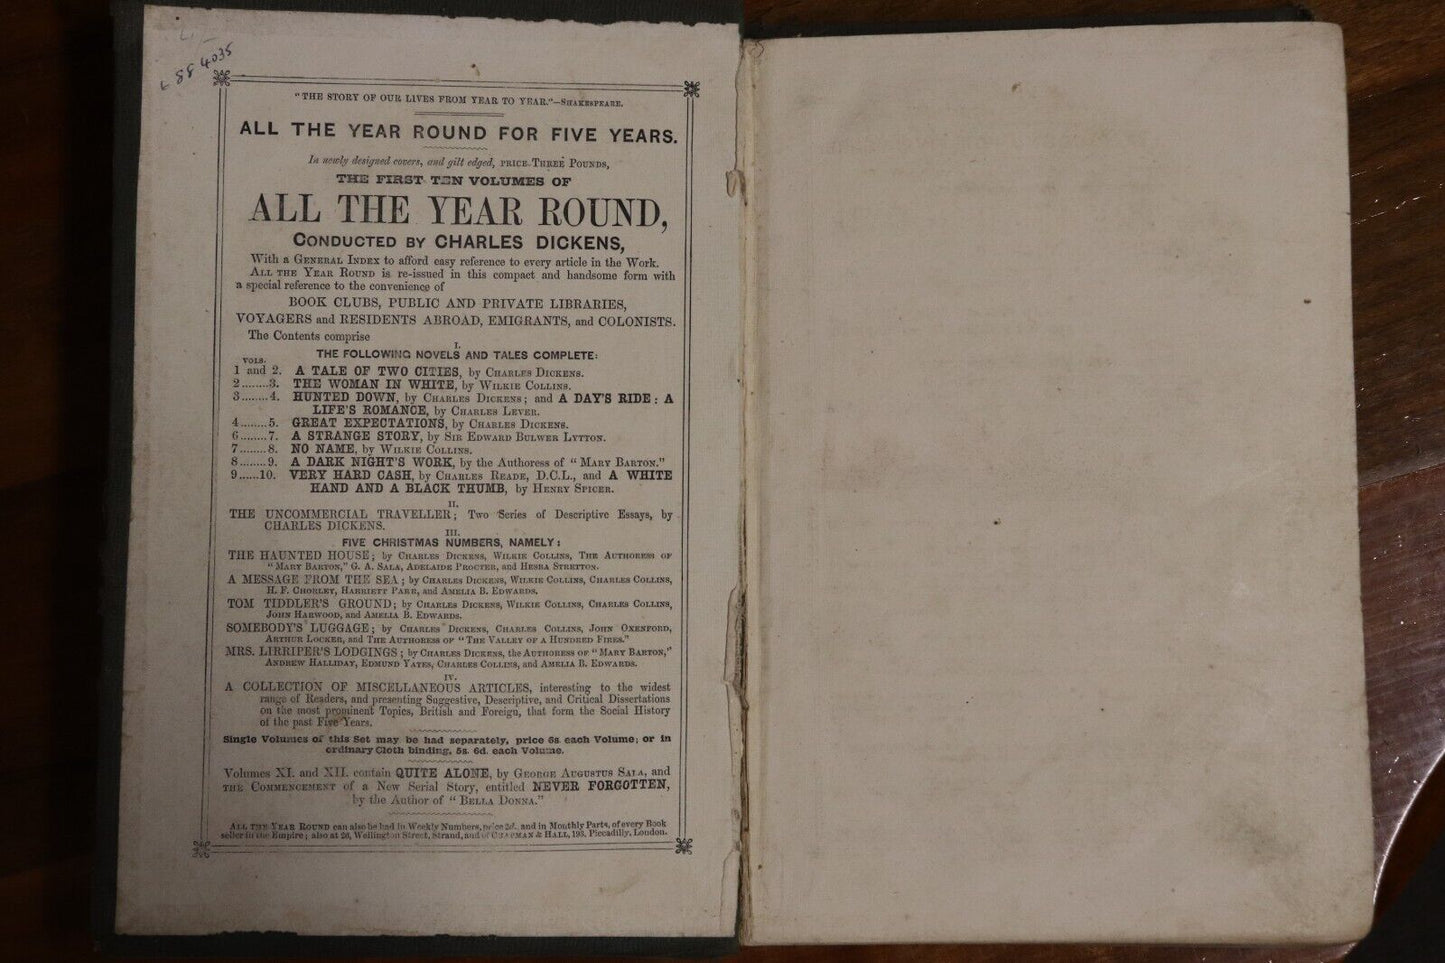 L 88 4035
"THE STORY OF OUR LIVES FROM YEAR TO YEAR."—SHAKESPEARE.
ALL THE YEAR ROUND FOR FIVE YEARS.
In newly designed covers, and gilt edged, PRICE THREE POUNDS,
THE FIRST TEN VOLUMES OF
ALL THE YEAR ROUND,
CONDUCTED BY CHARLES DICKENS,
With a GENERAL INDEX to afford easy reference to every article in the Work.
ALL THE YEAR ROUND is re-issued in this compact and handsome form with
a special reference to the convenience of
BOOK CLUBS, PUBLIC AND PRIVATE LIBRARIES,
VOYAGERS and RESIDENTS ABROAD, EMIGRANTS, and COLONISTS.
The Contents comprise
I.
THE FOLLOWING NOVELS AND TALES COMPLETE:
VOLS.
1 and 2. A TALE OF TWO CITIES, by CHARLES DICKENS.
2........3. THE WOMAN IN WHITE, by WILKIE COLLINS.
3........4. HUNTED DOWN, by CHARLES DICKENS; and A DAY'S RIDE: A
LIFE'S ROMANCE, by CHARLES LEVER.
4........5. GREAT EXPECTATIONS, by CHARLES DICKENS.
6........7. A STRANGE STORY, by SIR EDWARD BULWER LYTTON.
7........8. NO NAME, by WILKIE COLLINS.
8........9. A DARK NIGHT'S WORK, by the Authoress of "MARY BARTON."
9......10. VERY HARD CASH, by CHARLES READE, D.C.L., and A WHITE
HAND AND A BLACK THUMB, by HENRY SPICER.
II.
THE UNCOMMERCIAL TRAVELLER; Two Series of Descriptive Essays, by
CHARLES DICKENS.
III.
FIVE CHRISTMAS NUMBERS, NAMELY:
THE HAUNTED HOUSE; by CHARLES DICKENS, WILKIE COLLINS, THE AUTHORESS OF
"MARY BARTON," G. A. SALA, ADELAIDE PROCTER, and HESBA STRETTON.
A MESSAGE FROM THE SEA; by CHARLES DICKENS, WILKIE COLLINS, CHARLES COLLINS,
H. F. CHORLEY, HARRIETT PARR, and AMELIA B. EDWARDS.
TOM TIDDLER'S GROUND; by CHARLES DICKENS, WILKIE COLLINS, CHARLES COLLINS,
JOHN HARWOOD, and AMELIA B. EDWARDS.
SOMEBODY'S LUGGAGE; by CHARLES DICKENS, CHARLES COLLINS, JOHN OXENFORD,
ARTHUR LOCKER, and THE AUTHORESS OF "THE VALLEY OF A HUNDRED FIRES."
MRS. LIRRIPER'S LODGINGS; by CHARLES DICKENS, the AUTHORESS OF "MARY BARTON,"
ANDREW HALLIDAY, EDMUND YATES, CHARLES COLLINS, and AMELIA B. EDWARDS.
IV.
A COLLECTION OF MISCELLANEOUS ARTICLES, interesting to the widest
range of Readers, and presenting Suggestive, Descriptive, and Critical Dissertations
on the most prominent Topics, British and Foreign, that form the Social History
of the past Five Years.
Single Volumes of this Set may be had separately, price 6s. each Volume; or in
ordinary Cloth binding, 5s. 6d. each Volume.
Volumes XI. and XII. contain QUITE ALONE, by GEORGE AUGUSTUS SALA, and
THE COMMENCEMENT of a New Serial Story, entitled NEVER FORGOTTEN,
by the Author of "BELLA DONNA."
ALL THE YEAR ROUND can also be had in Weekly Numbers, price 2d., and in Monthly Parts, of every Book
seller in the Empire; also at 26, Wellington Street, Strand, and of CHAPMAN & HALL, 193, Piccadilly, London.